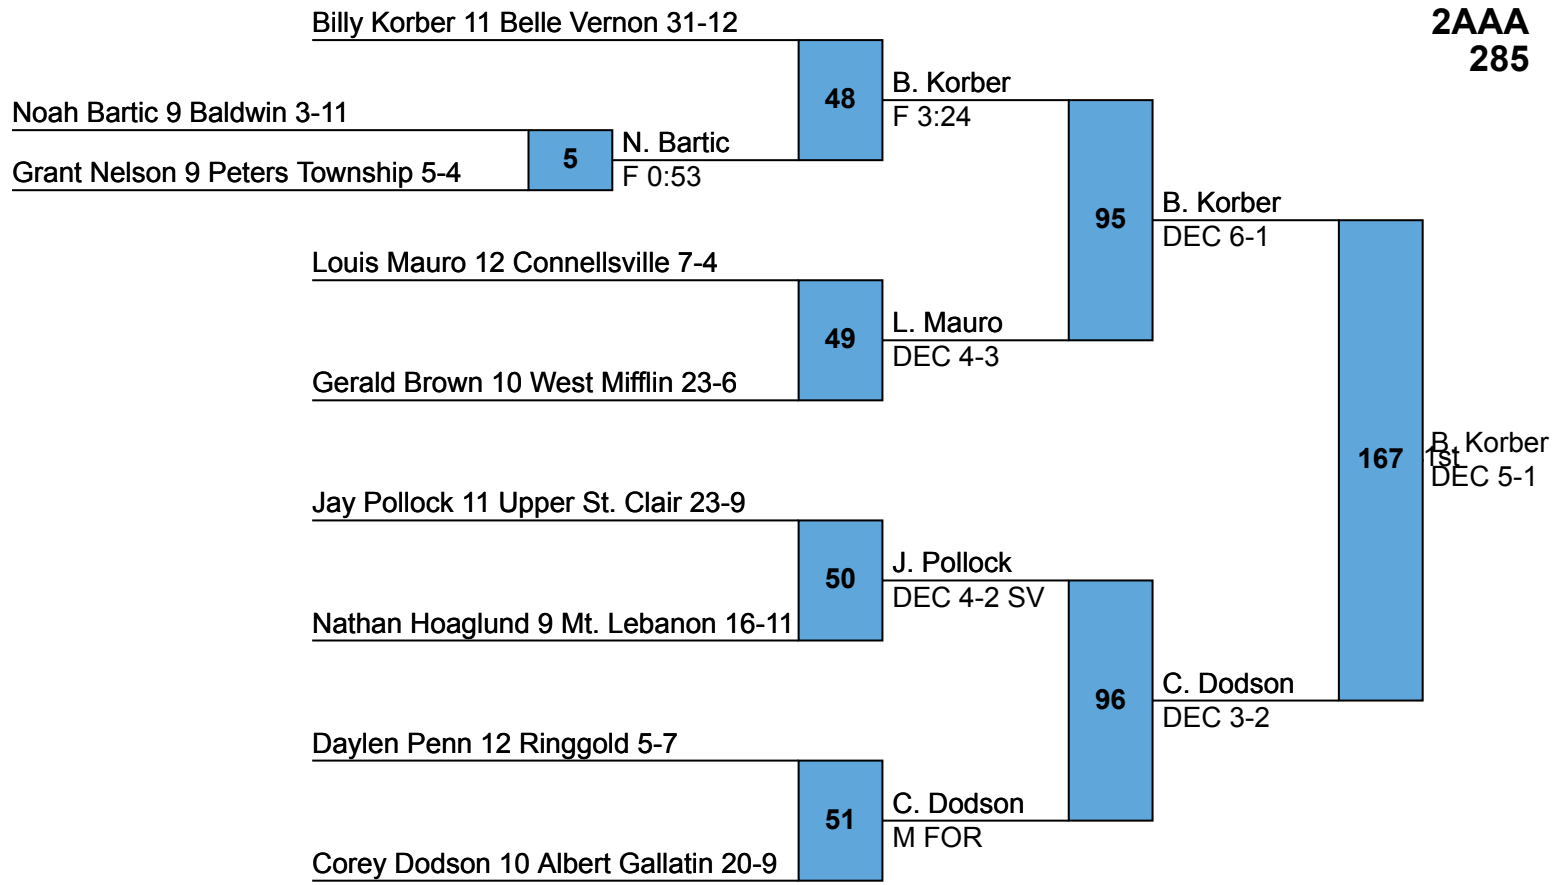 2AAA
285
Billy Korber 11 Belle Vernon 31-12
48
B. Korber
F 3:24
Noah Bartic 9 Baldwin 3-11
5
N. Bartic
F 0:53
Grant Nelson 9 Peters Township 5-4
95
B. Korber
DEC 6-1
Louis Mauro 12 Connellsville 7-4
49
L. Mauro
DEC 4-3
Gerald Brown 10 West Mifflin 23-6
167
B. Korber
1st
DEC 5-1
Jay Pollock 11 Upper St. Clair 23-9
50
J. Pollock
DEC 4-2 SV
Nathan Hoaglund 9 Mt. Lebanon 16-11
96
C. Dodson
DEC 3-2
Daylen Penn 12 Ringgold 5-7
51
C. Dodson
M FOR
Corey Dodson 10 Albert Gallatin 20-9